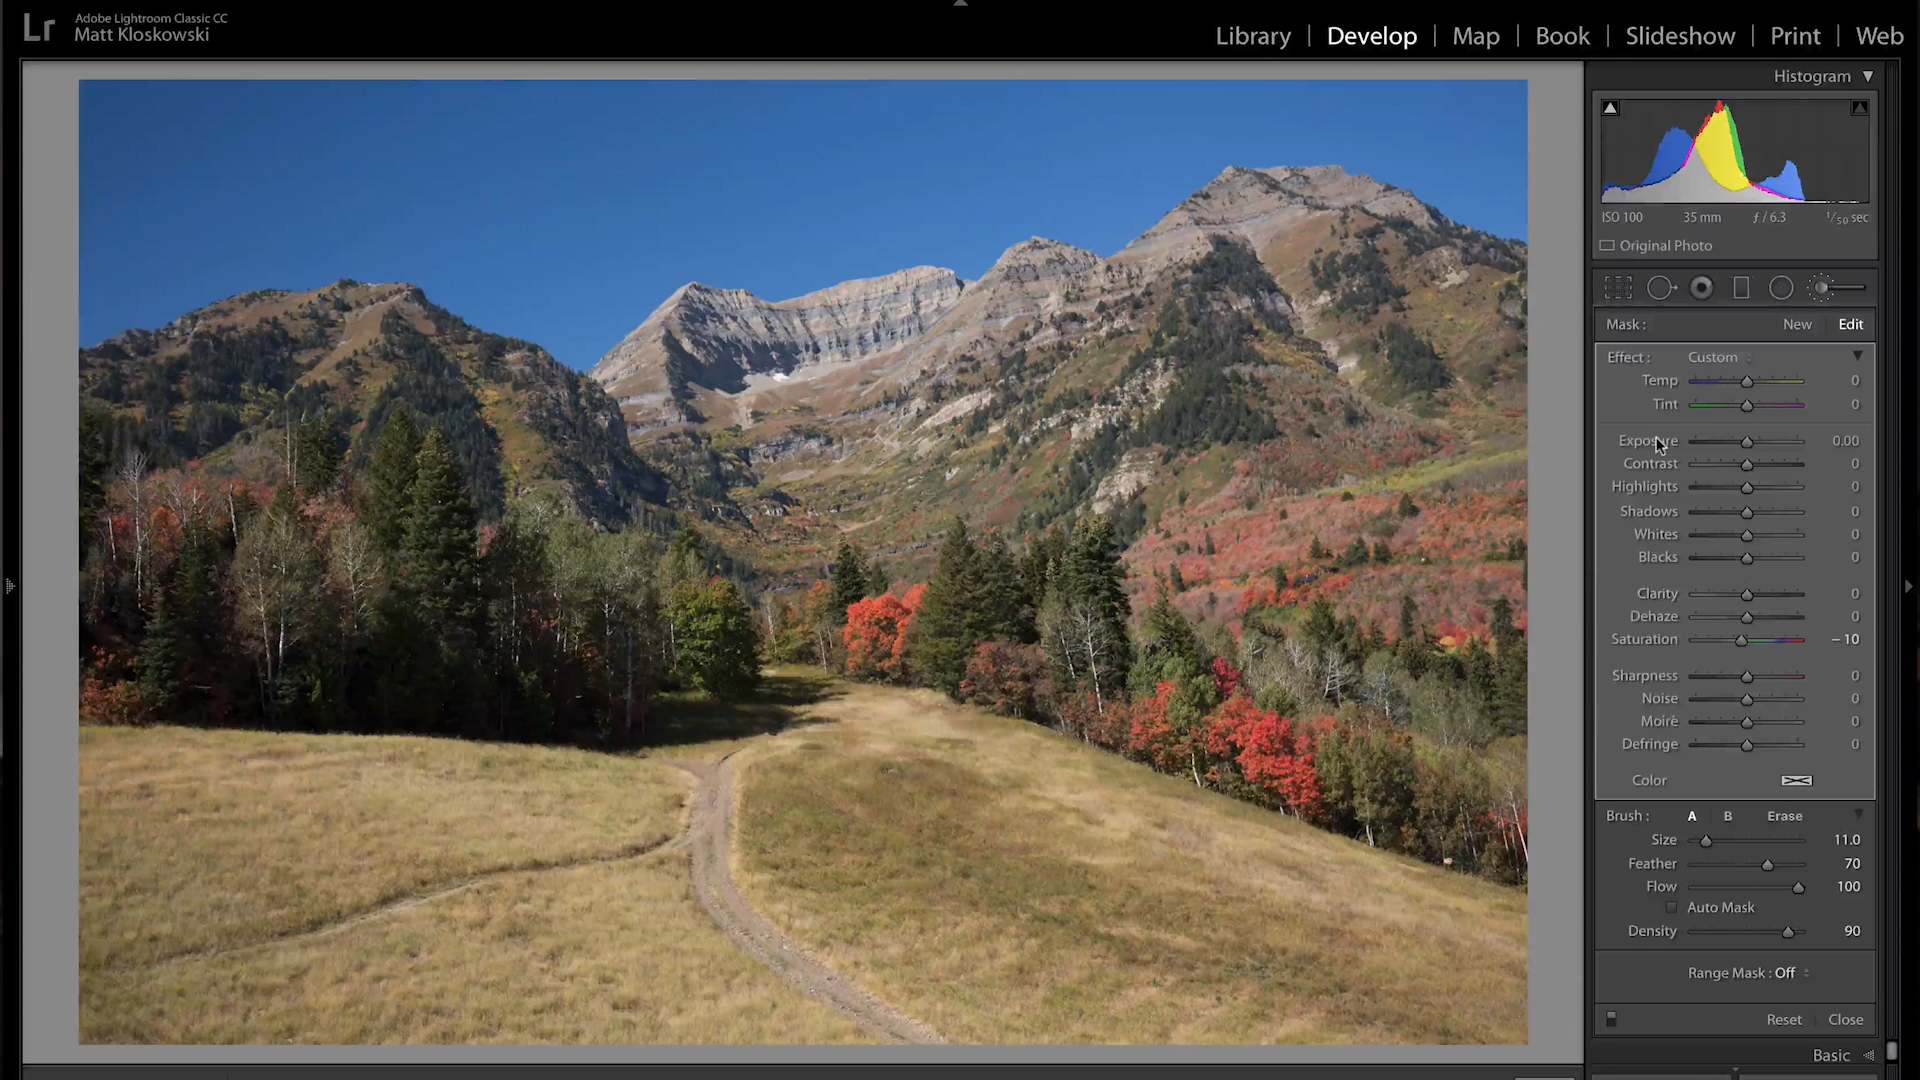 Lr
Adobe Lightroom Classic CC
Matt Kloskowski
Library | Develop | Map | Book | Slideshow | Print | Web
Histogram
ISO 100 35 mm ƒ / 6.3 1/50 sec
Original Photo
Mask : New Edit
Effect : Custom
Temp 0
Tint 0
Exposure 0.00
Contrast 0
Highlights 0
Shadows 0
Whites 0
Blacks 0
Clarity 0
Dehaze 0
Saturation – 10
Sharpness 0
Noise 0
Moiré 0
Defringe 0
Color
Brush : A B Erase
Size 11.0
Feather 70
Flow 100
Auto Mask
Density 90
Range Mask : Off
Reset Close
Basic